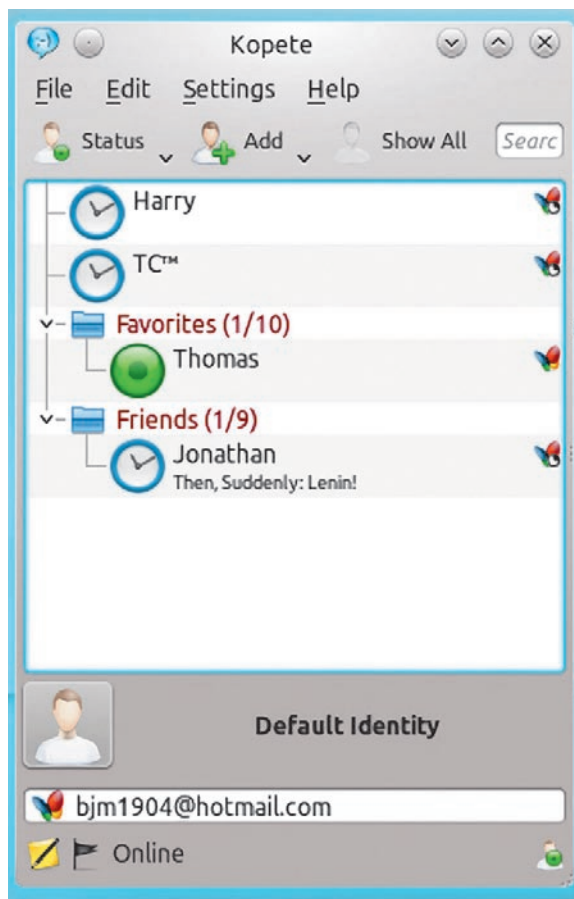 Kopete
File Edit Settings Help
Status Add Show All Searc
Harry
TC™
Favorites (1/10)
Thomas
Friends (1/9)
Jonathan
Then, Suddenly: Lenin!
Default Identity
bjm1904@hotmail.com
Online